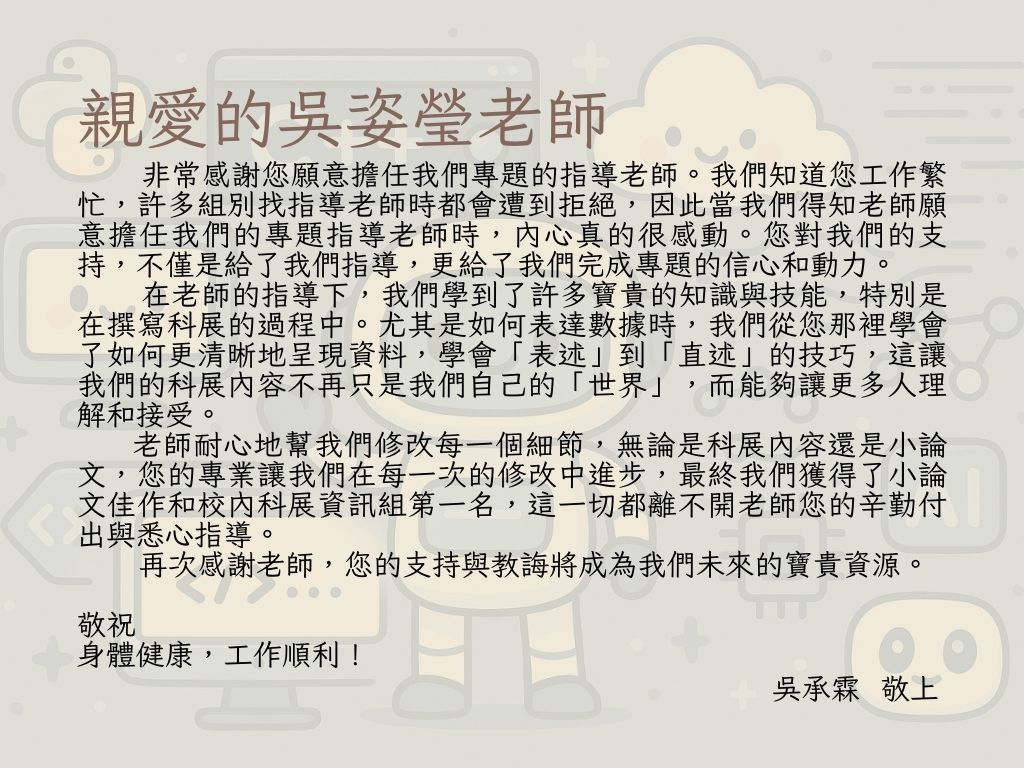 親愛的吳姿瑩老師
非常感謝您願意擔任我們專題的指導老師。我們知道您工作繁
忙，許多組別找指導老師時都會遭到拒絕，因此當我們得知老師願
意擔任我們的專題指導老師時，內心真的很感動。您對我們的支
持，不僅是給了我們指導，更給了我們完成專題的信心和動力。
在老師的指導下，我們學到了許多寶貴的知識與技能，特別是
在撰寫科展的過程中。尤其是如何表達數據時，我們從您那裡學會
了如何更清晰地呈現資料，學會「表述」到「直述」的技巧，這讓
我們的科展內容不再只是我們自己的「世界」，而能夠讓更多人理
解和接受。
老師耐心地幫我們修改每一個細節，無論是科展內容還是小論
文，您的專業讓我們在每一次的修改中進步，最終我們獲得了小論
文佳作和校內科展資訊組第一名，這一切都離不開老師您的辛勤付
出與悉心指導。
再次感謝老師，您的支持與教誨將成為我們未來的寶貴資源。
敬祝
身體健康，工作順利！
吳承霖 敬上
AI